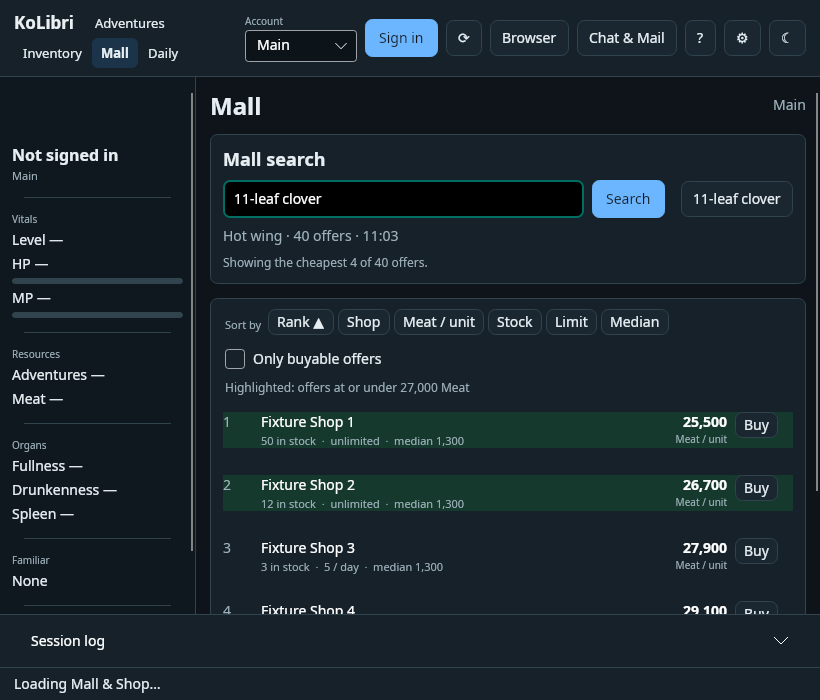 KoLibri
Adventures
Inventory
Mall
Daily
Account
Main
Sign in
⟳
Browser
Chat & Mail
?
⚙
☾
Not signed in
Main
Vitals
Level —
HP —
MP —
Resources
Adventures —
Meat —
Organs
Fullness —
Drunkenness —
Spleen —
Familiar
None
Mall
Main
Mall search
11-leaf clover
Search
11-leaf clover
Hot wing · 40 offers · 11:03
Showing the cheapest 4 of 40 offers.
Sort by
Rank ▲
Shop
Meat / unit
Stock
Limit
Median
Only buyable offers
Highlighted: offers at or under 27,000 Meat
1
Fixture Shop 1
50 in stock · unlimited · median 1,300
25,500
Meat / unit
Buy
2
Fixture Shop 2
12 in stock · unlimited · median 1,300
26,700
Meat / unit
Buy
3
Fixture Shop 3
3 in stock · 5 / day · median 1,300
27,900
Meat / unit
Buy
4
Fixture Shop 4
29,100
Buy
Session log
Loading Mall & Shop...